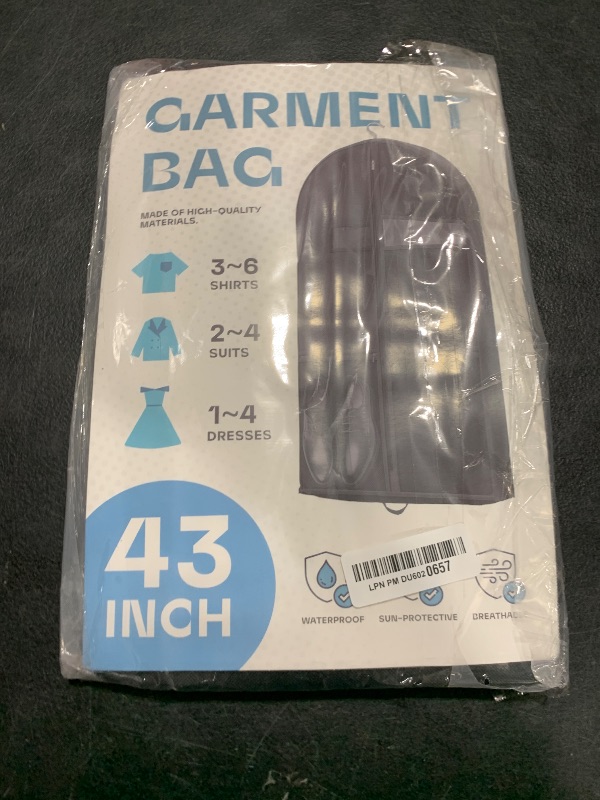 GARMENT
BAG
MADE OF HIGH-QUALITY
MATERIALS.
3~6
SHIRTS
2~4
SUITS
1~4
DRESSES
43
INCH
LPN PM DU602 0657
WATERPROOF SUN-PROTECTIVE